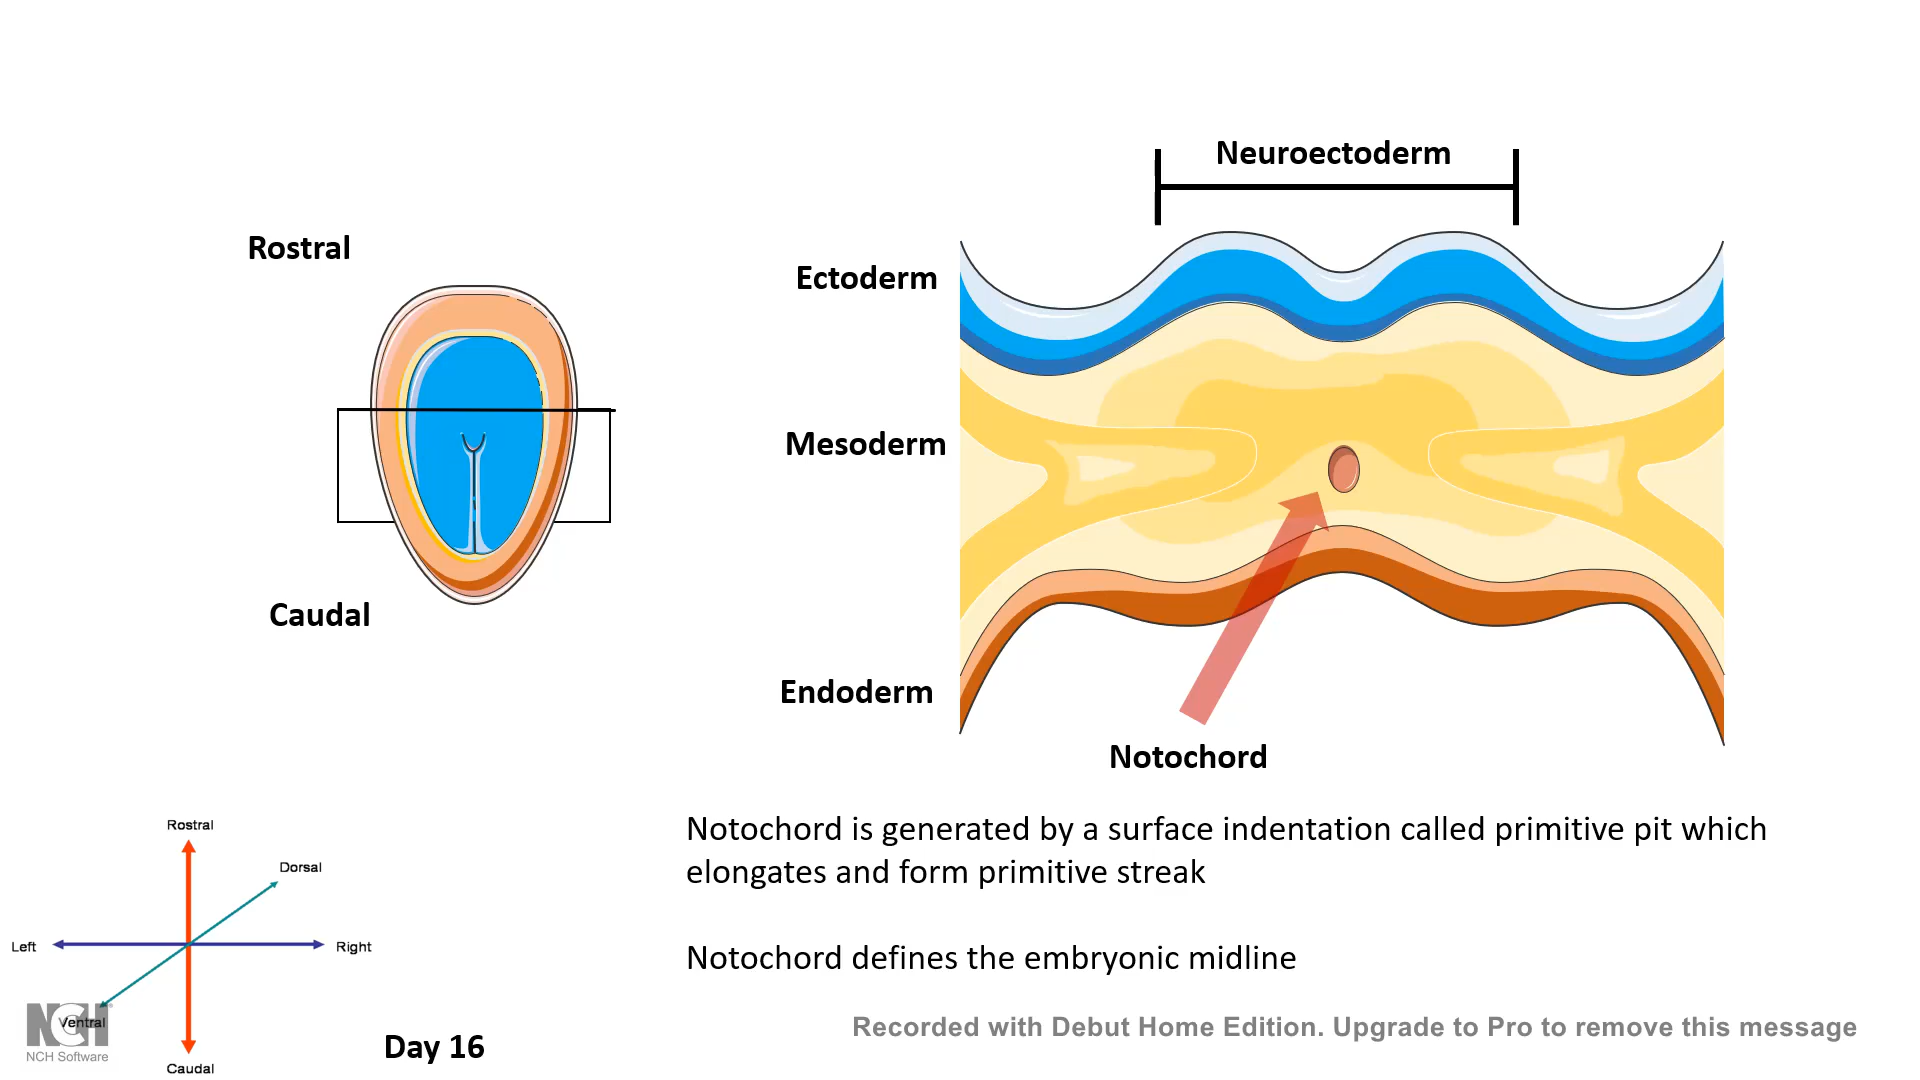 Neuroectoderm
Rostral
Ectoderm
Mesoderm
Caudal
Endoderm
Notochord
Notochord is generated by a surface indentation called primitive pit which
elongates and form primitive streak
Notochord defines the embryonic midline
Rostral
Dorsal
Left
Right
Ventral
Caudal
NCH
NCH Software
Day 16
Recorded with Debut Home Edition. Upgrade to Pro to remove this message